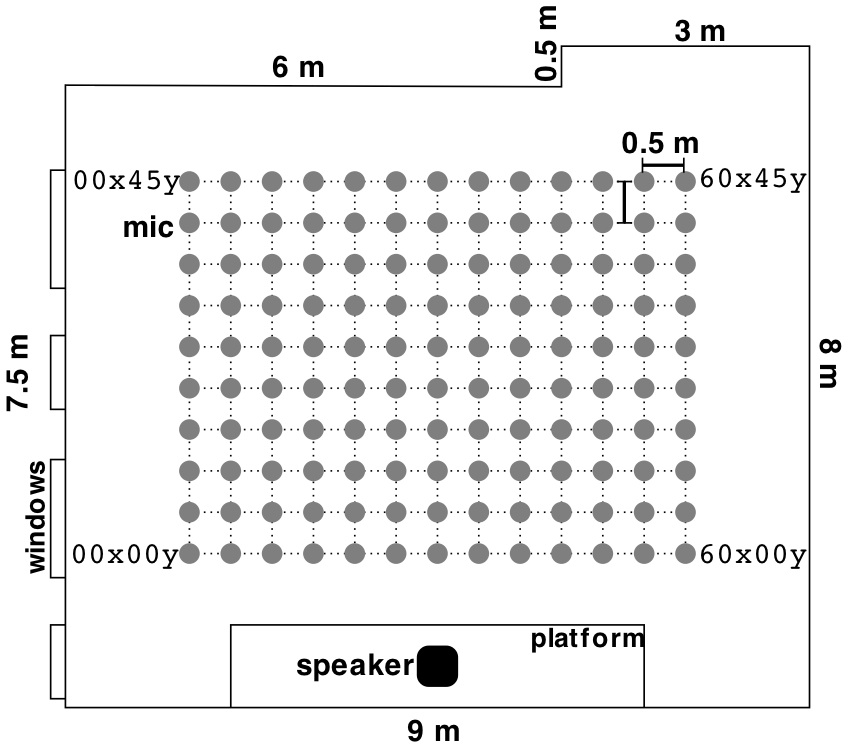 3 m
0.5 m
6 m
0.5 m
00x45y
60x45y
mic
7.5 m
8 m
windows
00x00y
60x00y
platform
speaker
9 m